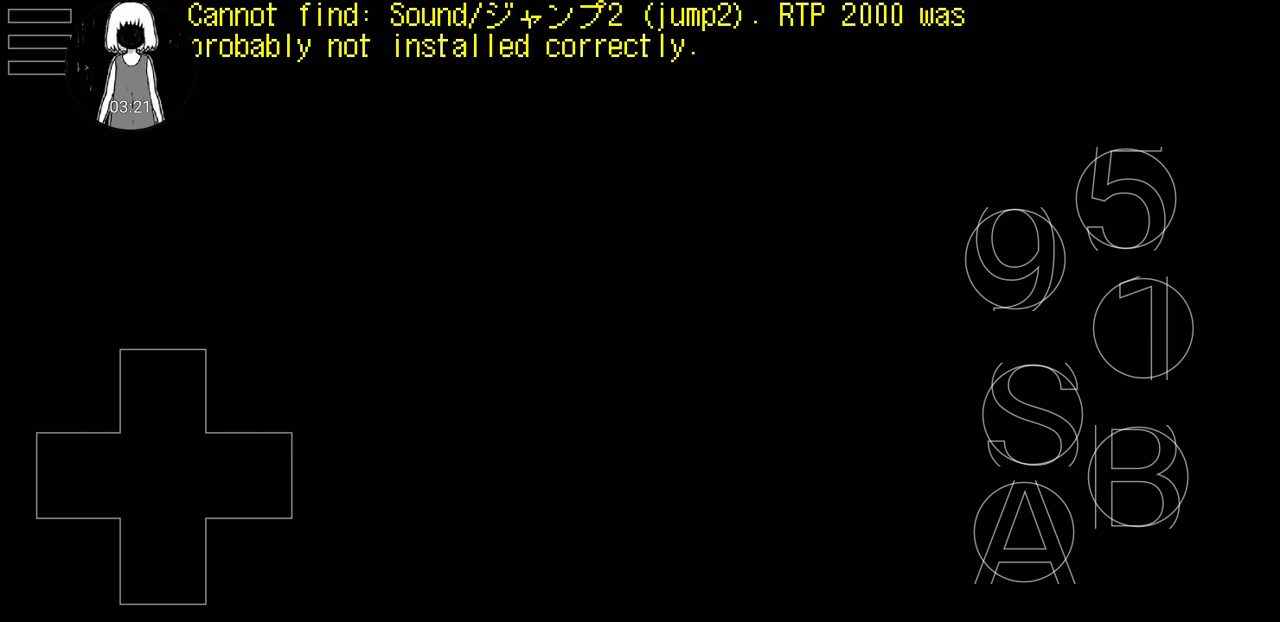 Cannot find: Sound/ジャンプ2 (jump2). RTP 2000 was
probably not installed correctly.
03:21
5
9
1
S
B
A